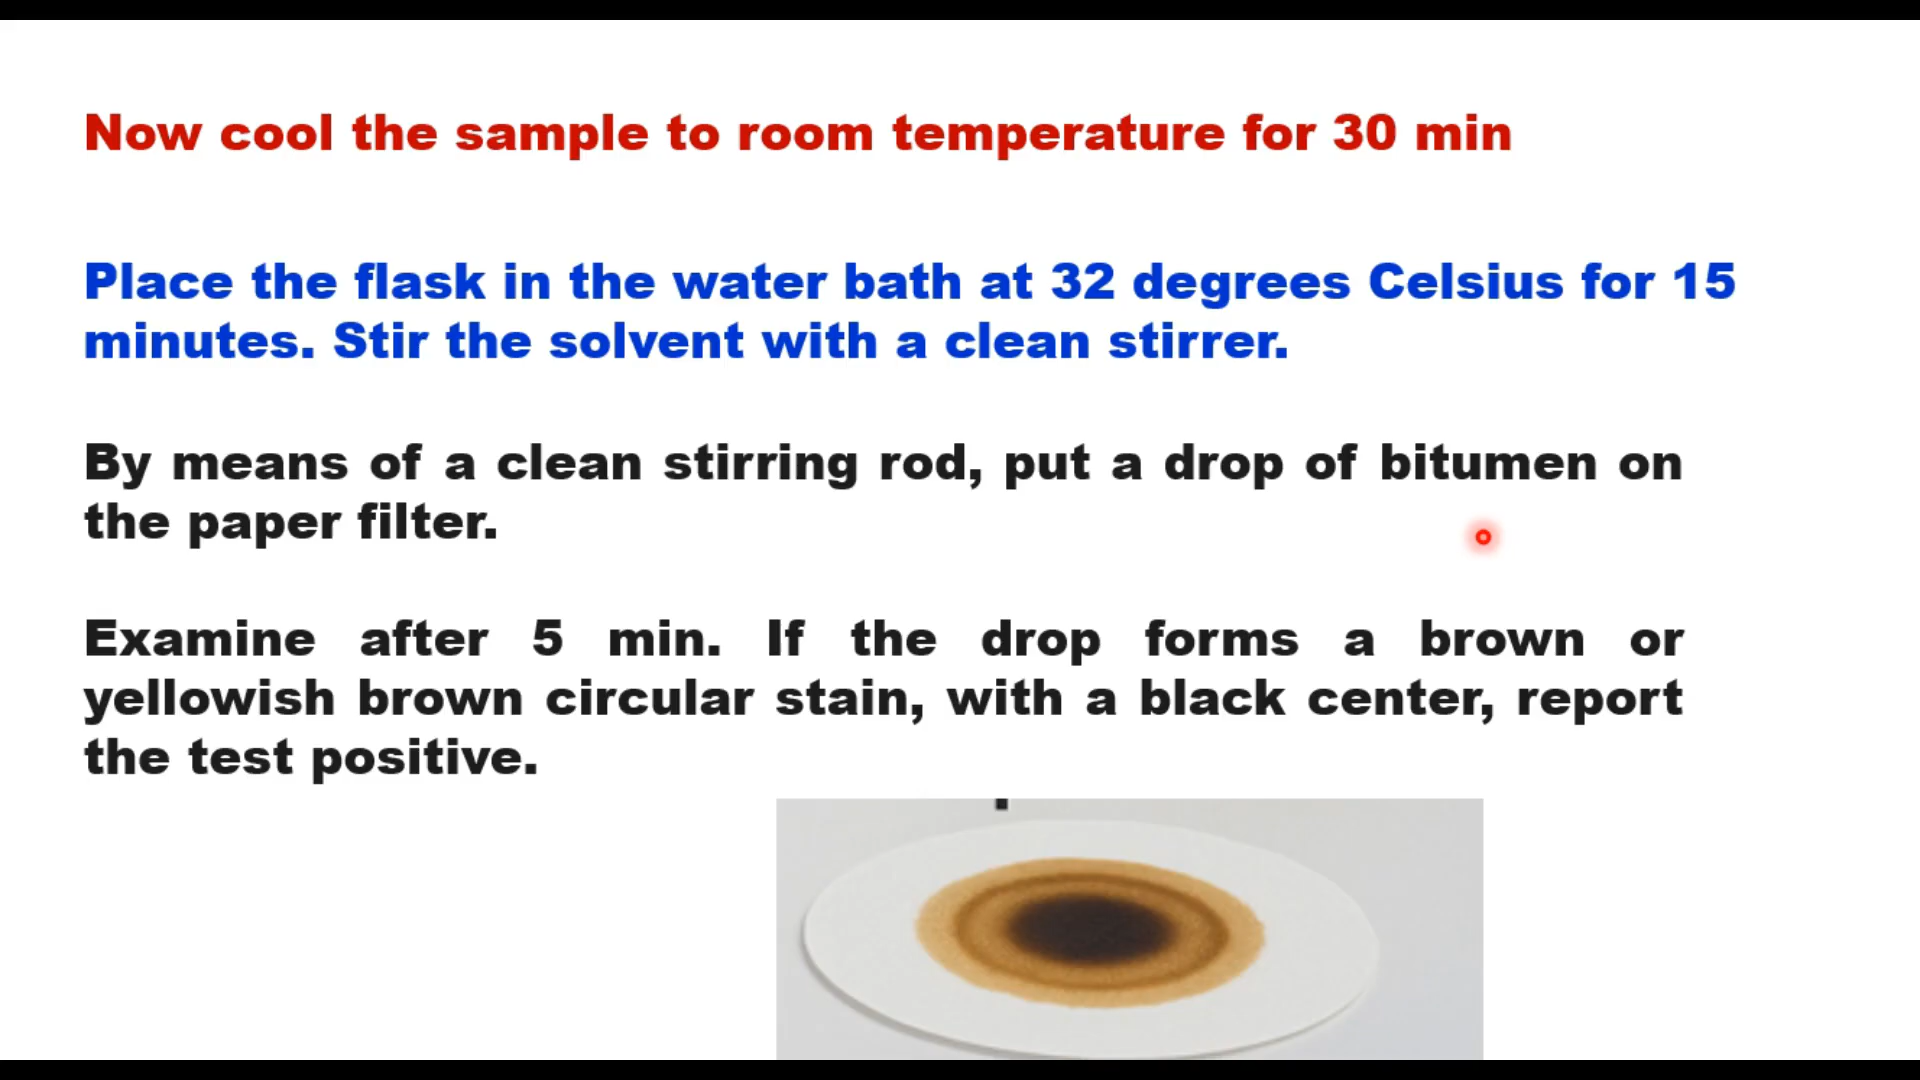 Now cool the sample to room temperature for 30 min
Place the flask in the water bath at 32 degrees Celsius for 15
minutes. Stir the solvent with a clean stirrer.
By means of a clean stirring rod, put a drop of bitumen on
the paper filter.
Examine after 5 min. If the drop forms a brown or
yellowish brown circular stain, with a black center, report
the test positive.